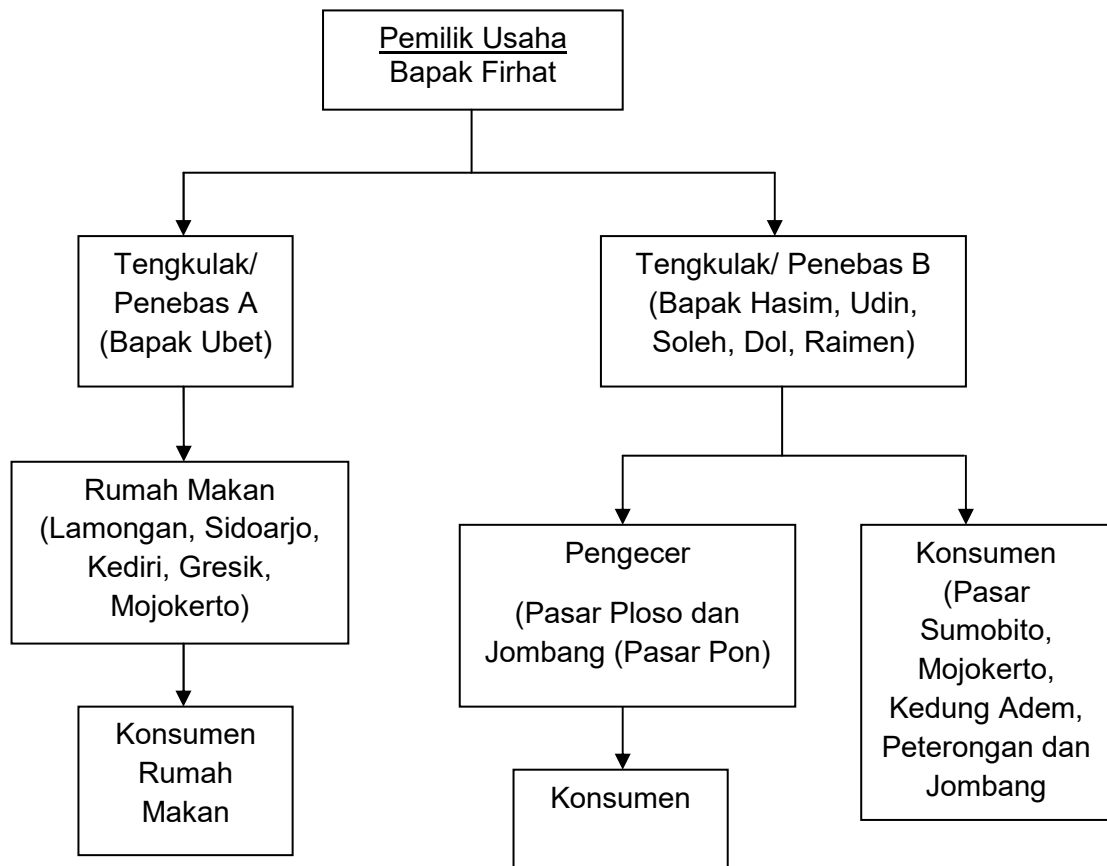 Pemilik Usaha
Bapak Firhat
Tengkulak/
Penebas A
(Bapak Ubet)
Tengkulak/ Penebas B
(Bapak Hasim, Udin,
Soleh, Dol, Raimen)
Rumah Makan
(Lamongan, Sidoarjo,
Kediri, Gresik,
Mojokerto)
Pengecer
(Pasar Ploso dan
Jombang (Pasar Pon)
Konsumen
(Pasar
Sumobito,
Mojokerto,
Kedung Adem,
Peterongan dan
Jombang
Konsumen
Rumah
Makan
Konsumen